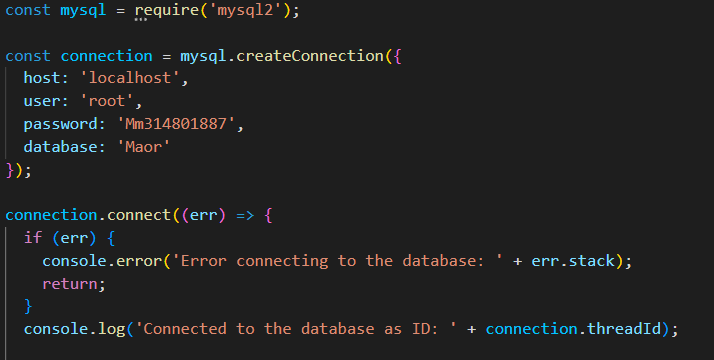 const mysql = require('mysql2');
const connection = mysql.createConnection({
host: 'localhost',
user: 'root',
password: 'Mm314801887',
database: 'Maor'
});
connection.connect((err) => {
if (err) {
console.error('Error connecting to the database: ' + err.stack);
return;
}
console.log('Connected to the database as ID: ' + connection.threadId);